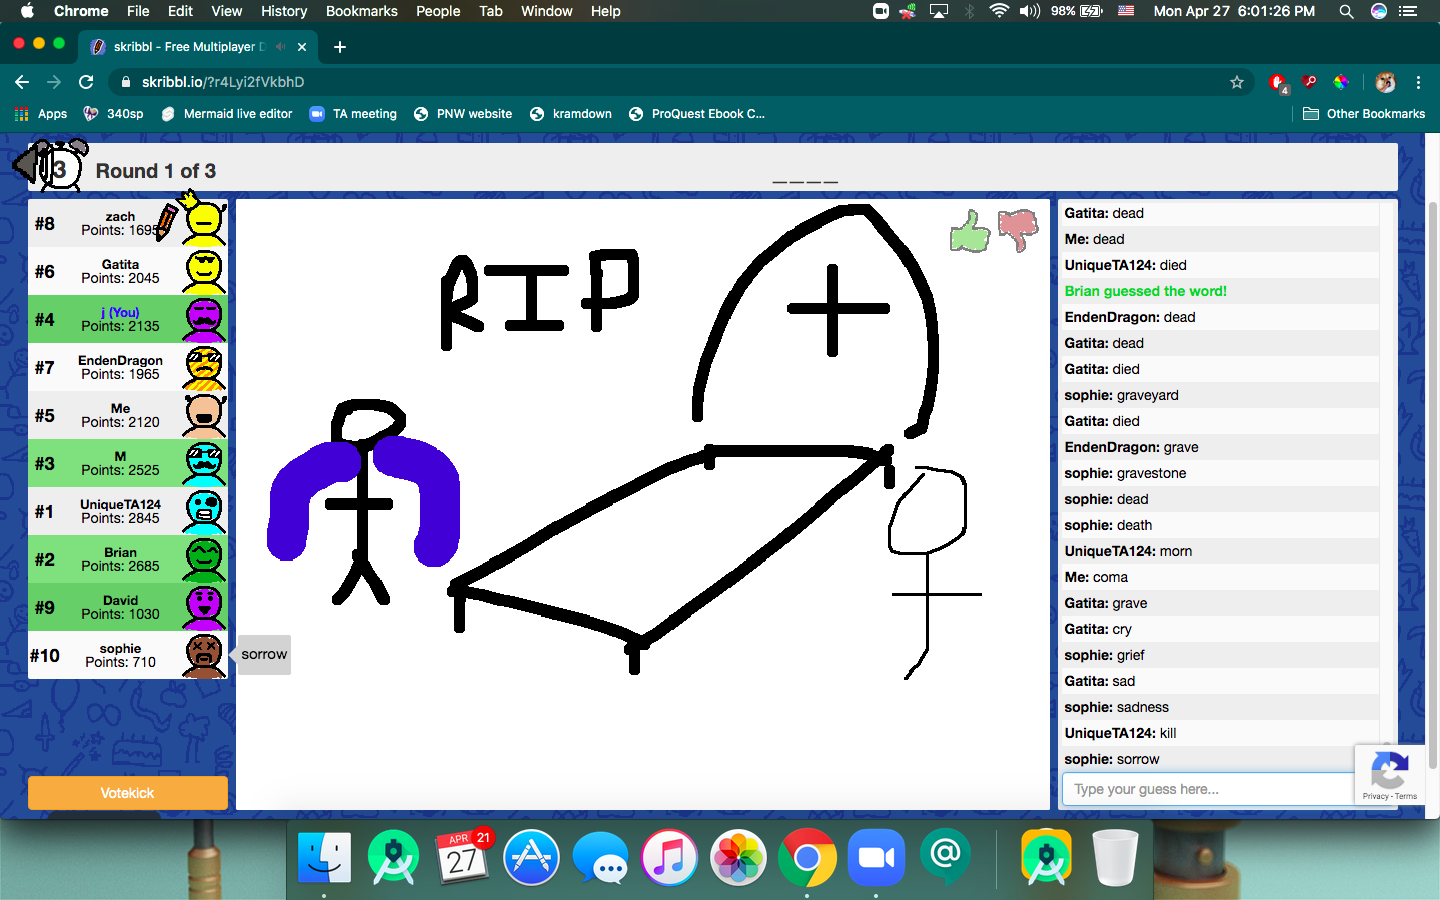 Chrome File Edit View History Bookmarks People Tab Window Help 98% Mon Apr 27 6:01:26 PM
skribbl - Free Multiplayer D
skribbl.io/?r4Lyi2fVkbhD
4
Apps 340sp Mermaid live editor TA meeting PNW website kramdown ProQuest Ebook C... Other Bookmarks
3 Round 1 of 3 _ _ _ _
#8 zach
Points: 1695
#6 Gatita
Points: 2045
#4 j (You)
Points: 2135
#7 EndenDragon
Points: 1965
#5 Me
Points: 2120
#3 M
Points: 2525
#1 UniqueTA124
Points: 2845
#2 Brian
Points: 2685
#9 David
Points: 1030
#10 sophie
Points: 710
sorrow
Votekick
RIP
Gatita: dead
Me: dead
UniqueTA124: died
Brian guessed the word!
EndenDragon: dead
Gatita: dead
Gatita: died
sophie: graveyard
Gatita: died
EndenDragon: grave
sophie: gravestone
sophie: dead
sophie: death
UniqueTA124: morn
Me: coma
Gatita: grave
Gatita: cry
sophie: grief
Gatita: sad
sophie: sadness
UniqueTA124: kill
sophie: sorrow
Type your guess here...
Privacy - Terms
APR 21
27